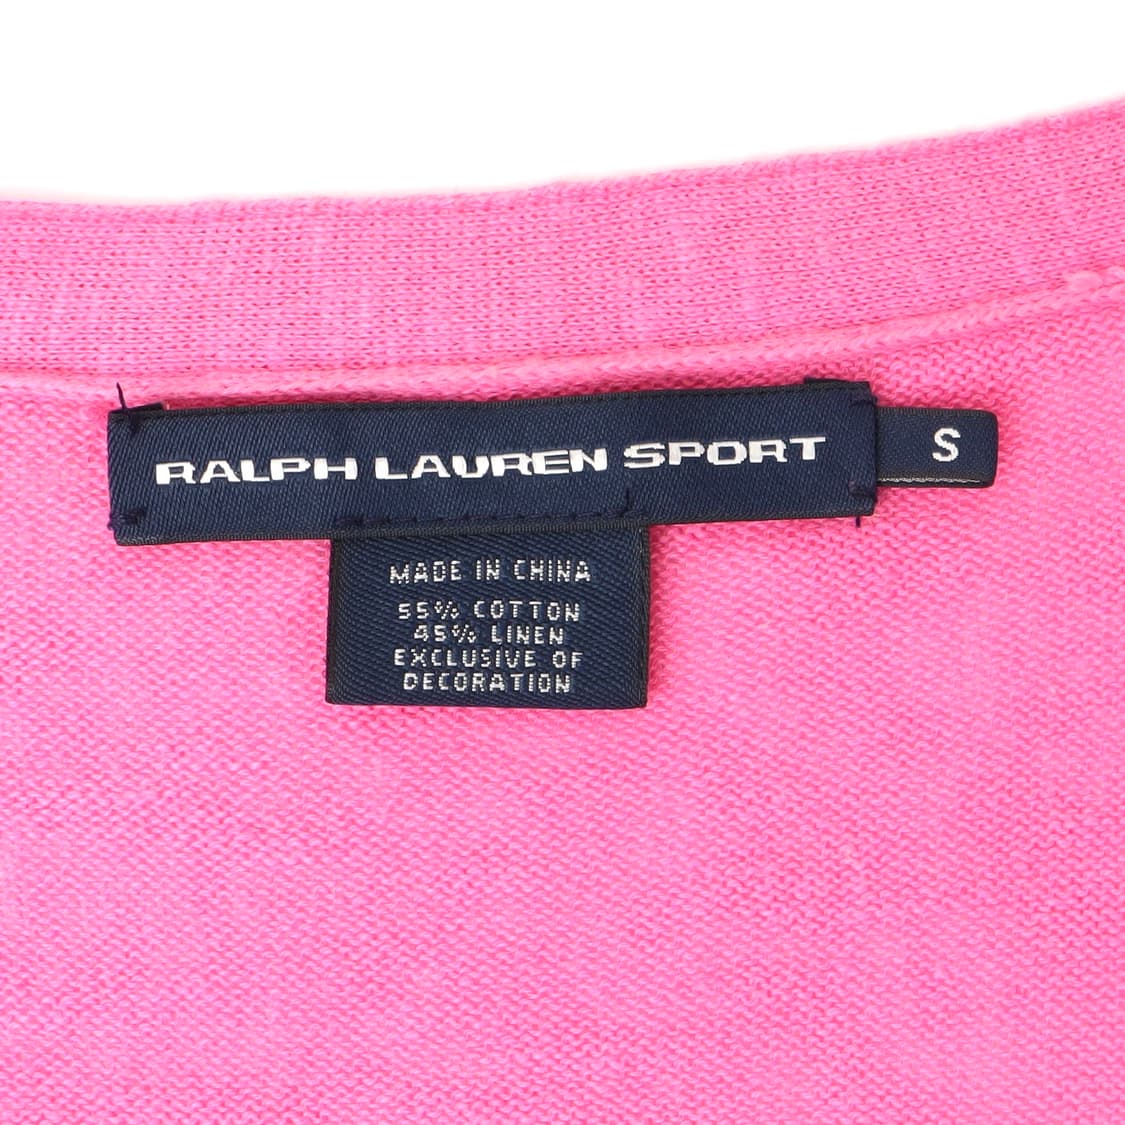 RALPH LAUREN SPORT
S
MADE IN CHINA
55% COTTON
45% LINEN
EXCLUSIVE OF
DECORATION